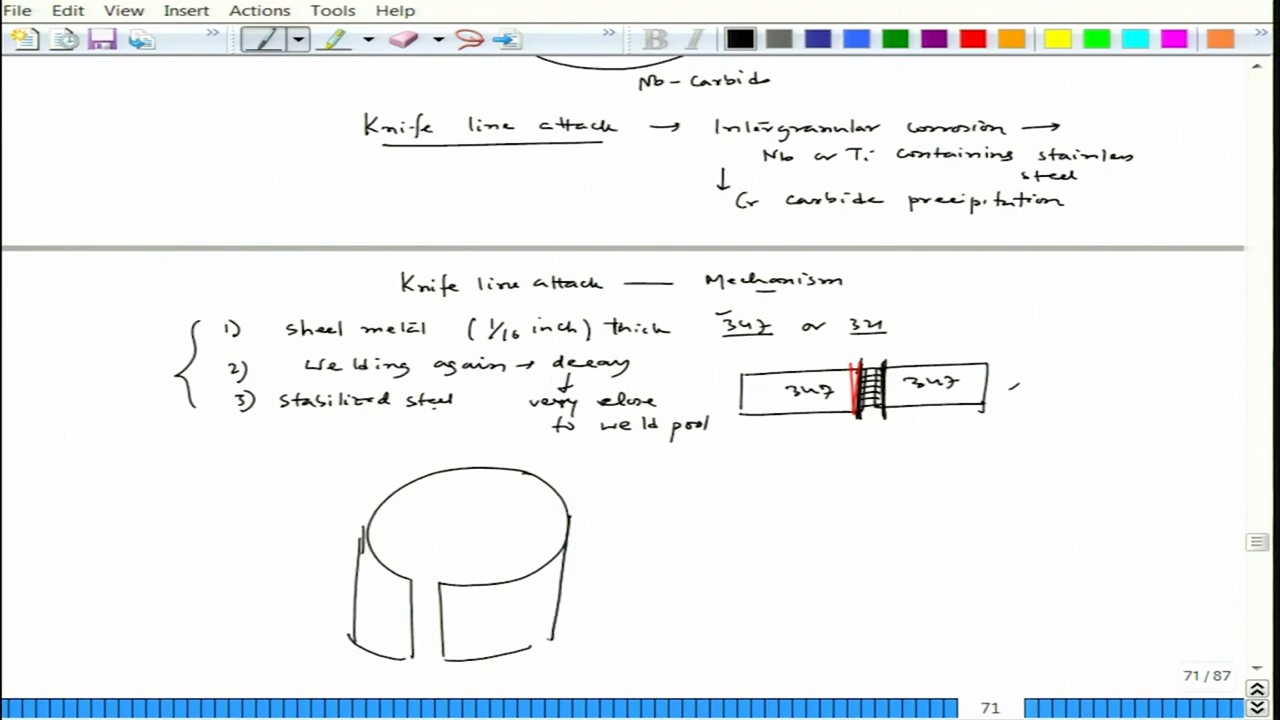 File Edit View Insert Actions Tools Help
B I
Nb-Carbide
Knife line attack → Intergranular corrosion →
Nb or Ti containing stainless
steel
↓ Cr carbide precipitation
Knife line attack — Mechanism
1) sheel metal (1/16 inch) thick 347 or 321
2) Welding again → decay
3) Stabilized steel very close
to weld pool
347 347
71 / 87
71